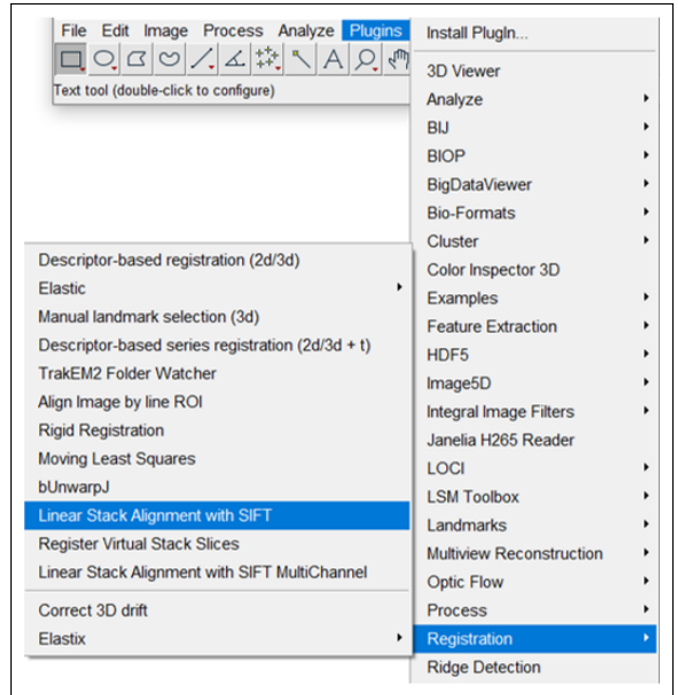 File Edit Image Process Analyze Plugins
A
Text tool (double-click to configure)
Install PlugIn...
3D Viewer
Analyze
BIJ
BIOP
BigDataViewer
Bio-Formats
Cluster
Color Inspector 3D
Examples
Feature Extraction
HDF5
Image5D
Integral Image Filters
Janelia H265 Reader
LOCI
LSM Toolbox
Landmarks
Multiview Reconstruction
Optic Flow
Process
Registration
Ridge Detection
Descriptor-based registration (2d/3d)
Elastic
Manual landmark selection (3d)
Descriptor-based series registration (2d/3d + t)
TrakEM2 Folder Watcher
Align Image by line ROI
Rigid Registration
Moving Least Squares
bUnwarpJ
Linear Stack Alignment with SIFT
Register Virtual Stack Slices
Linear Stack Alignment with SIFT MultiChannel
Correct 3D drift
Elastix